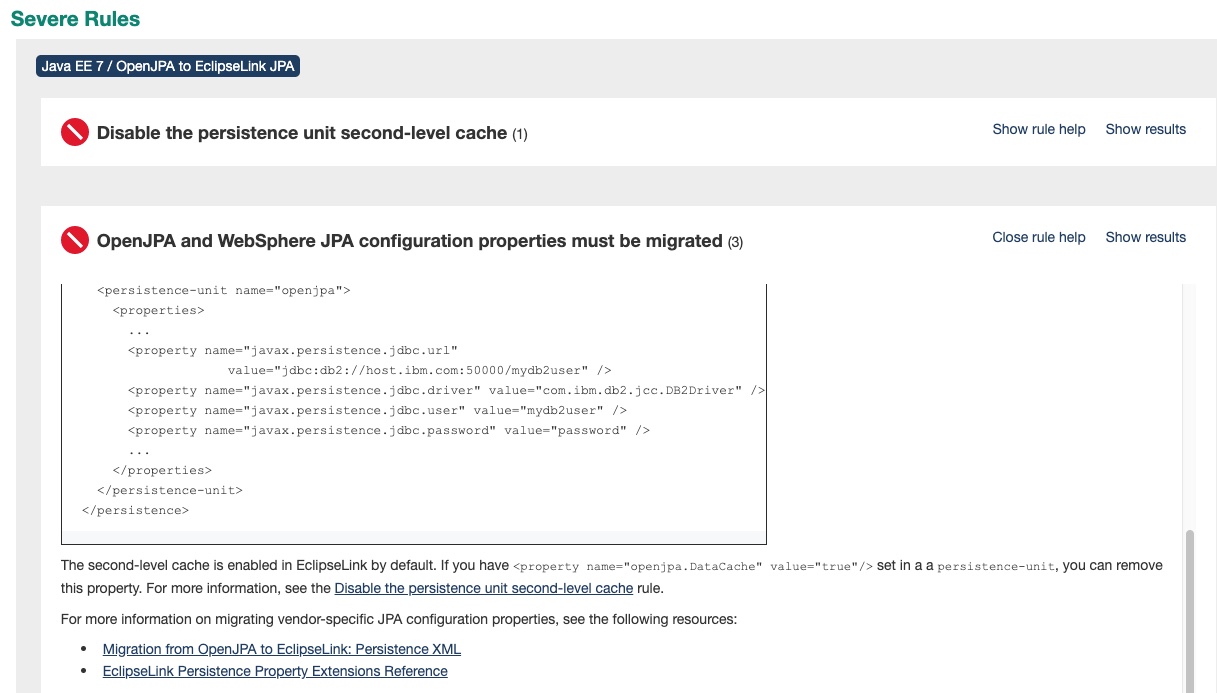 Severe Rules
Java EE 7 / OpenJPA to EclipseLink JPA
Disable the persistence unit second-level cache (1)
Show rule help Show results
OpenJPA and WebSphere JPA configuration properties must be migrated (3)
Close rule help Show results
<persistence-unit name="openjpa">
<properties>
...
<property name="javax.persistence.jdbc.url"
value="jdbc:db2://host.ibm.com:50000/mydb2user" />
<property name="javax.persistence.jdbc.driver" value="com.ibm.db2.jcc.DB2Driver" />
<property name="javax.persistence.jdbc.user" value="mydb2user" />
<property name="javax.persistence.jdbc.password" value="password" />
...
</properties>
</persistence-unit>
</persistence>
The second-level cache is enabled in EclipseLink by default. If you have <property name="openjpa.DataCache" value="true"/> set in a a persistence-unit, you can remove
this property. For more information, see the Disable the persistence unit second-level cache rule.
For more information on migrating vendor-specific JPA configuration properties, see the following resources:
• Migration from OpenJPA to EclipseLink: Persistence XML
• EclipseLink Persistence Property Extensions Reference